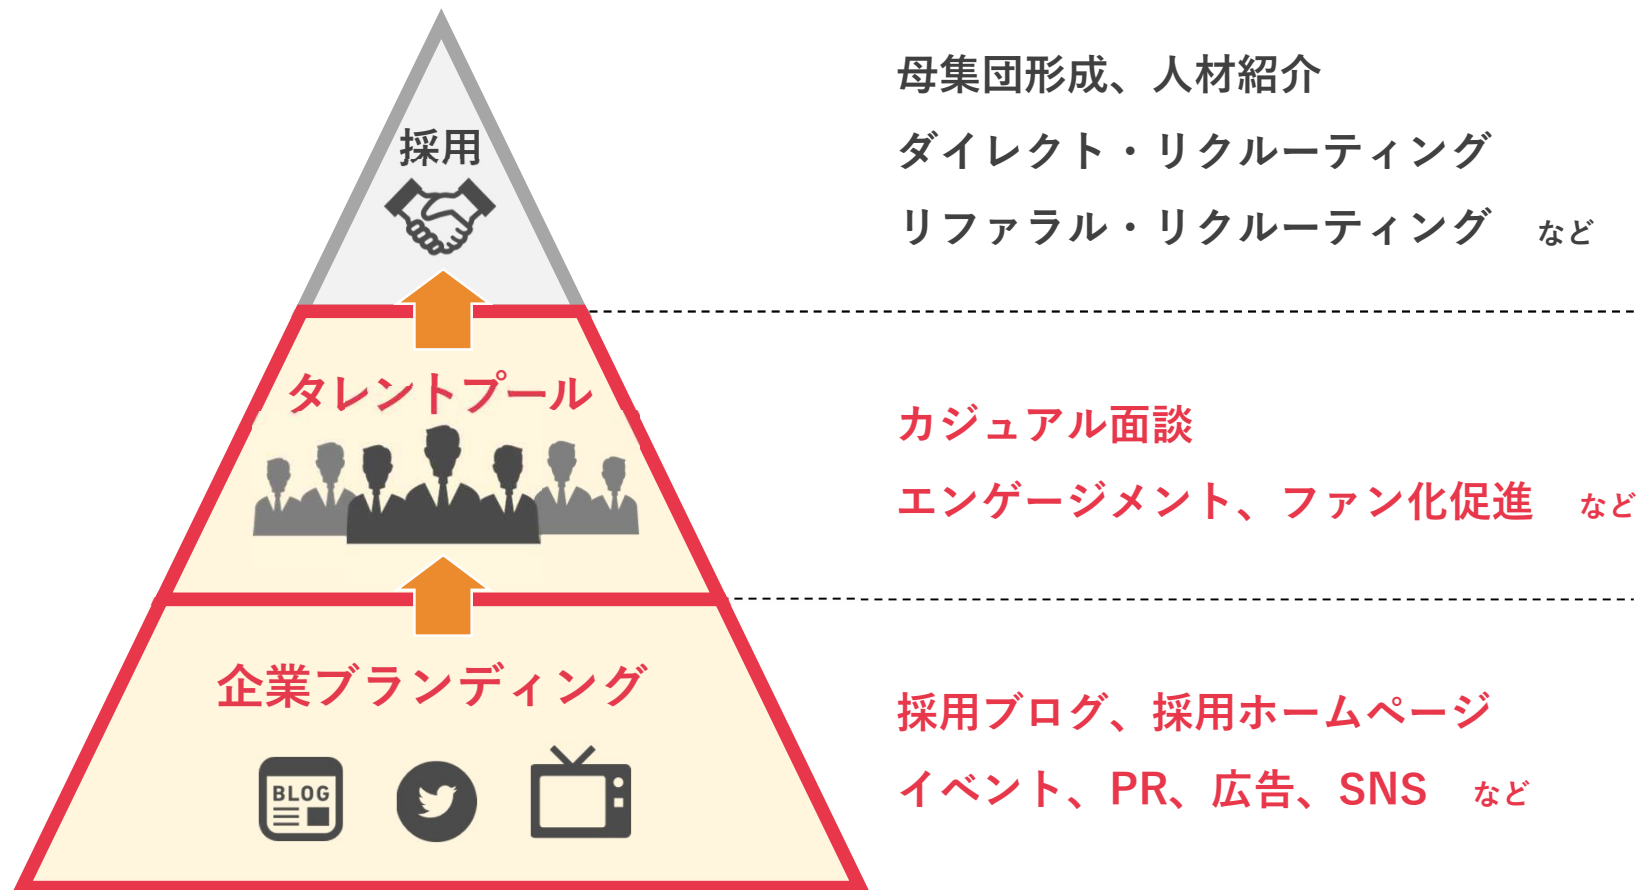 採用
母集団形成、人材紹介
ダイレクト・リクルーティング
リファラル・リクルーティング など
タレントプール
カジュアル面談
エンゲージメント、ファン化促進 など
企業ブランディング
BLOG
採用ブログ、採用ホームページ
イベント、PR、広告、SNS など